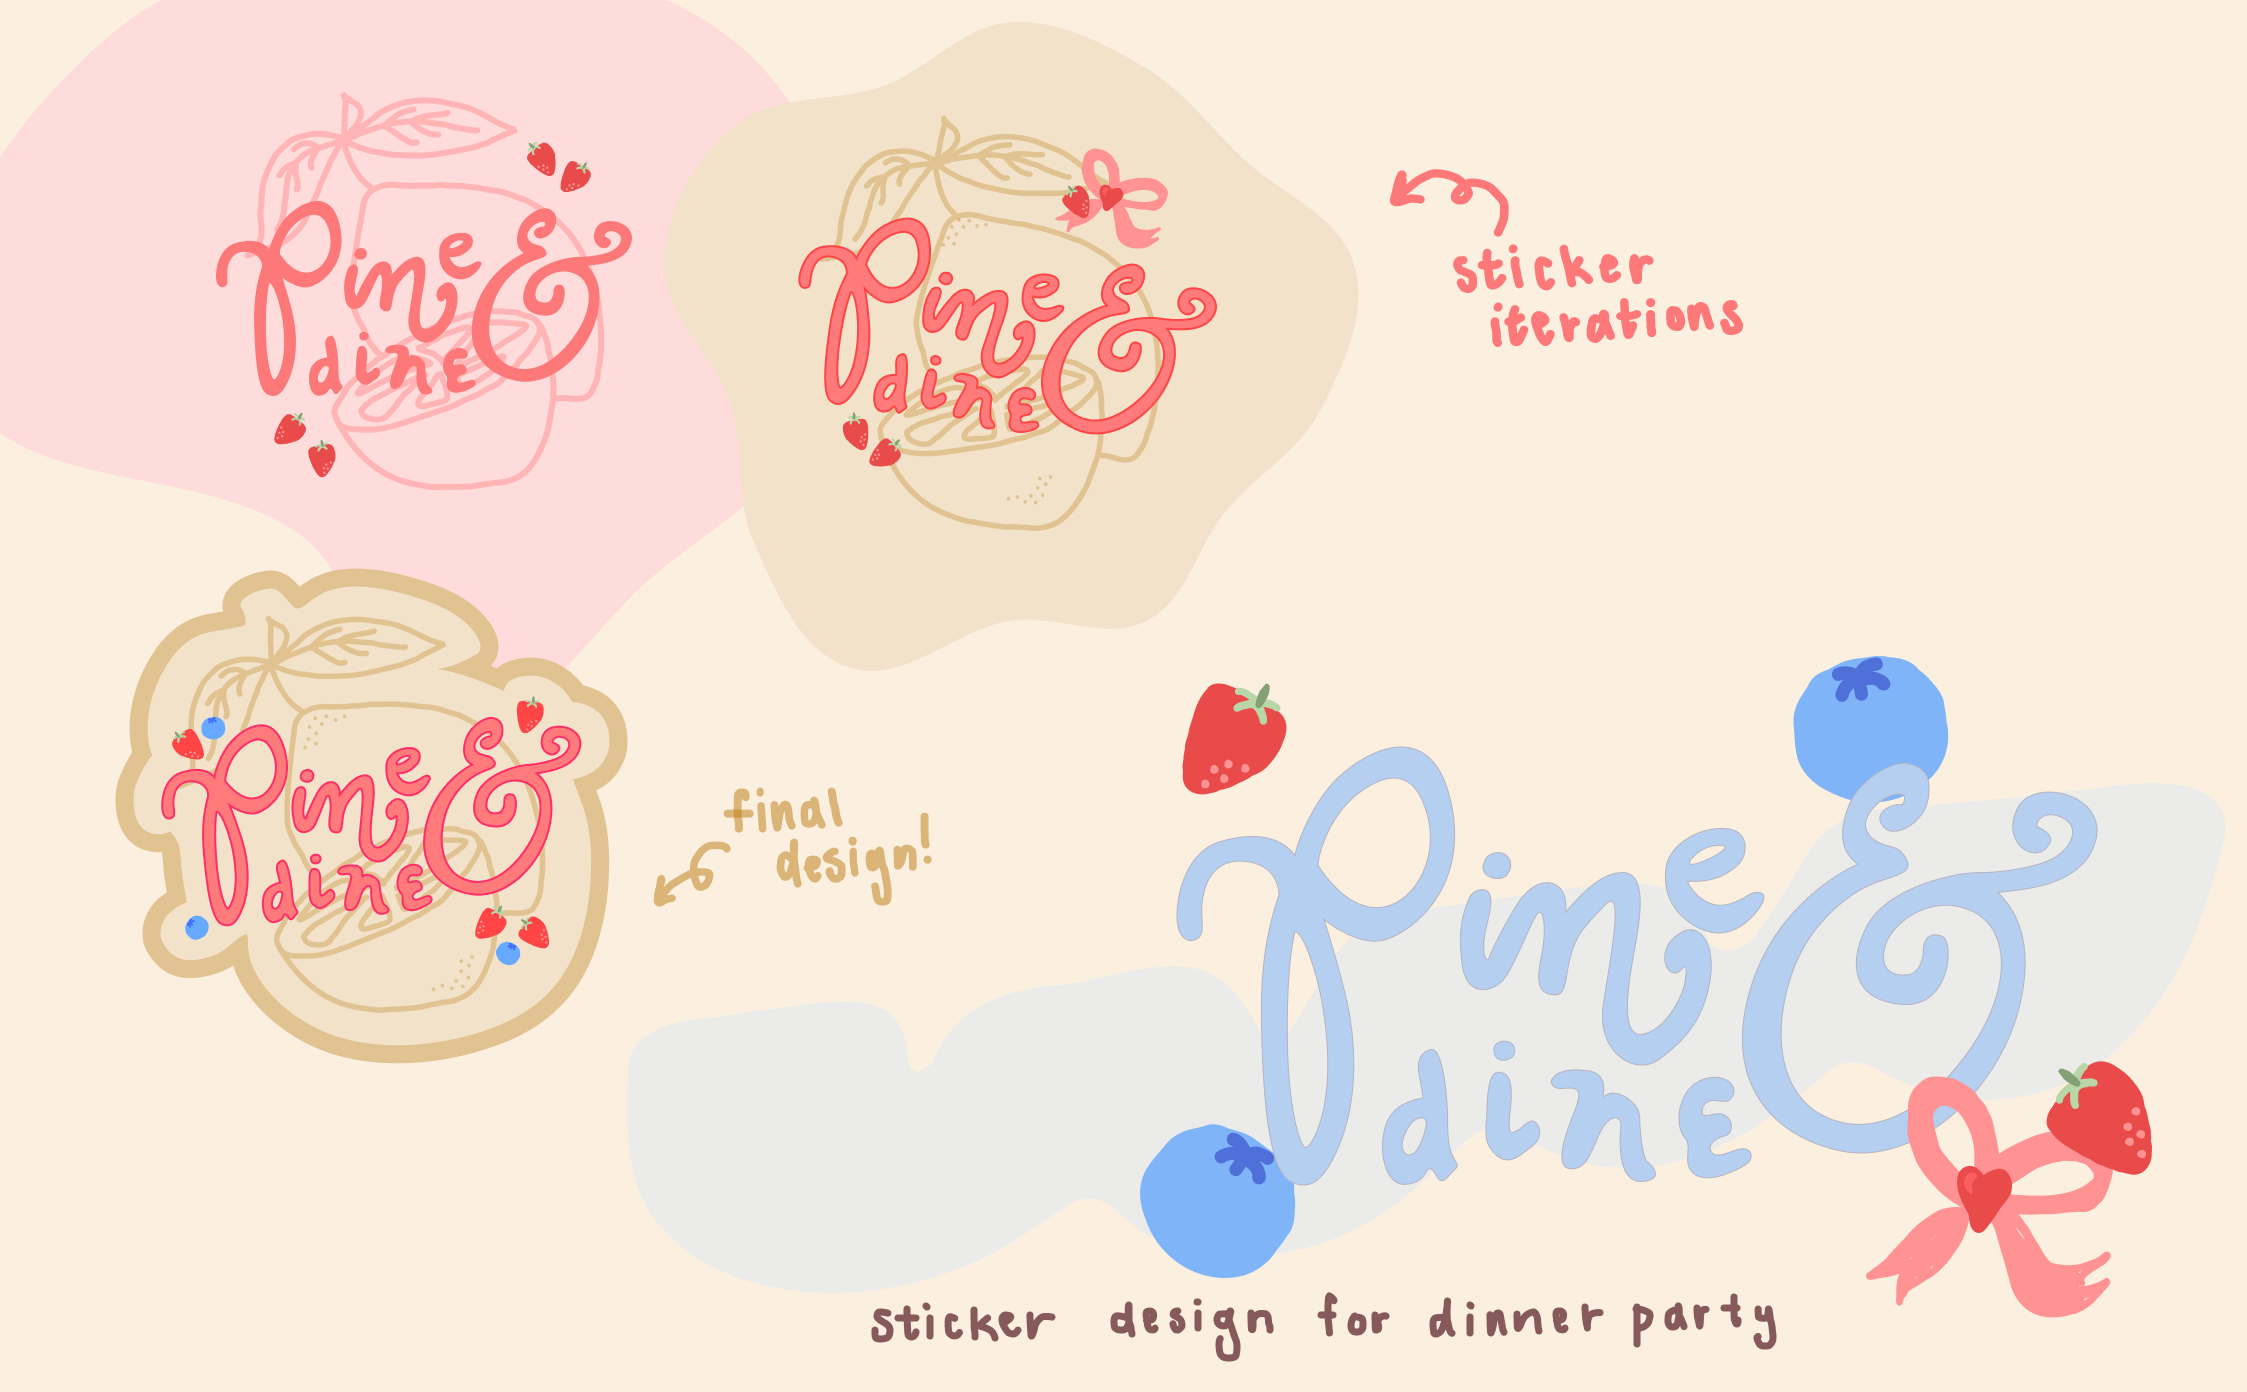 Pine &
dine
Pine &
dine
sticker
iterations
Pine &
dine
final
design!
Pine &
dine
sticker design for dinner party